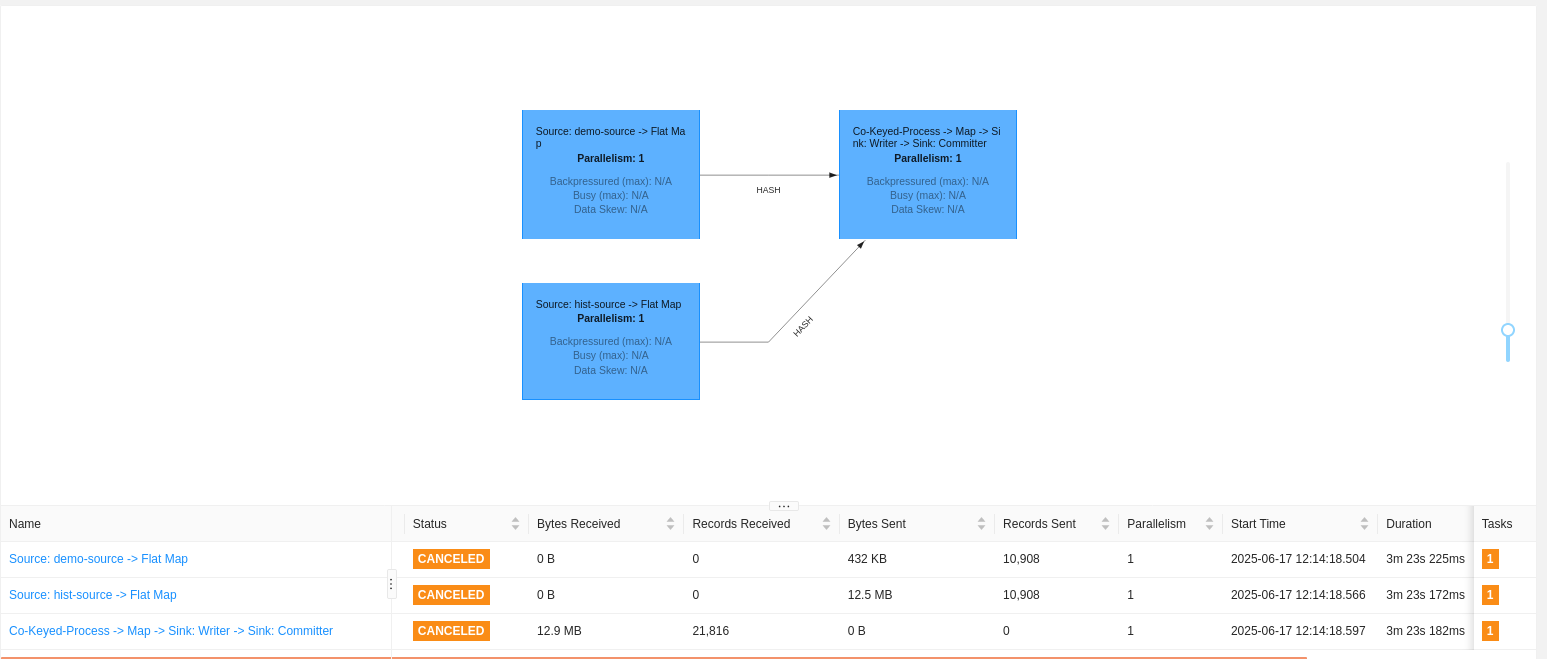 Source: demo-source -> Flat Ma
p
Parallelism: 1
Backpressured (max): N/A
Busy (max): N/A
Data Skew: N/A
HASH
Co-Keyed-Process -> Map -> Si
nk: Writer -> Sink: Committer
Parallelism: 1
Backpressured (max): N/A
Busy (max): N/A
Data Skew: N/A
Source: hist-source -> Flat Map
Parallelism: 1
Backpressured (max): N/A
Busy (max): N/A
Data Skew: N/A
HASH
Name Status Bytes Received Records Received Bytes Sent Records Sent Parallelism Start Time Duration Tasks
Source: demo-source -> Flat Map CANCELED 0 B 0 432 KB 10,908 1 2025-06-17 12:14:18.504 3m 23s 225ms 1
Source: hist-source -> Flat Map CANCELED 0 B 0 12.5 MB 10,908 1 2025-06-17 12:14:18.566 3m 23s 172ms 1
Co-Keyed-Process -> Map -> Sink: Writer -> Sink: Committer CANCELED 12.9 MB 21,816 0 B 0 1 2025-06-17 12:14:18.597 3m 23s 182ms 1